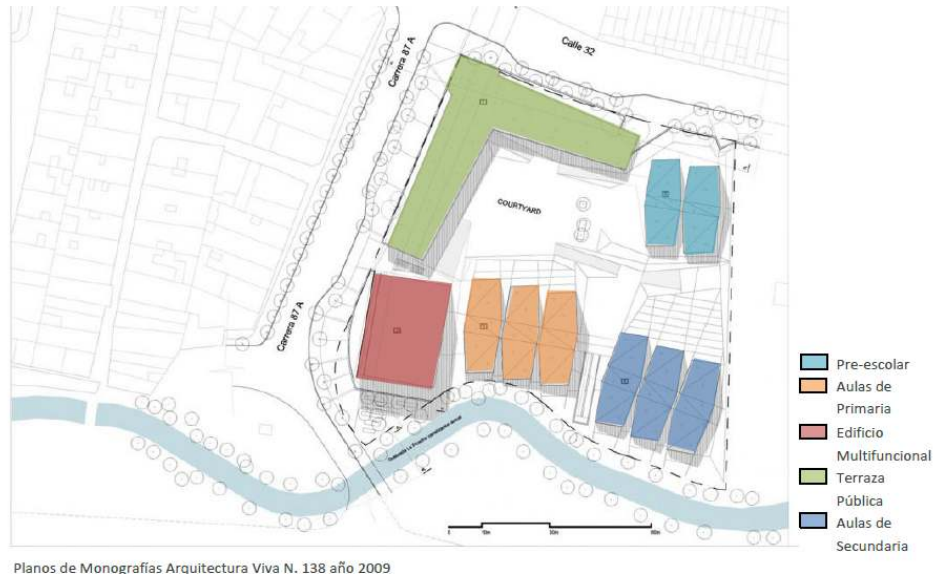 Calle 32
Carrera 87 A
COURTYARD
Carrera 87 A
Pre-escolar
Aulas de
Primaria
Edificio
Multifuncional
Terraza
Pública
Aulas de
Secundaria
Planos de Monografías Arquitectura Viva N. 138 año 2009